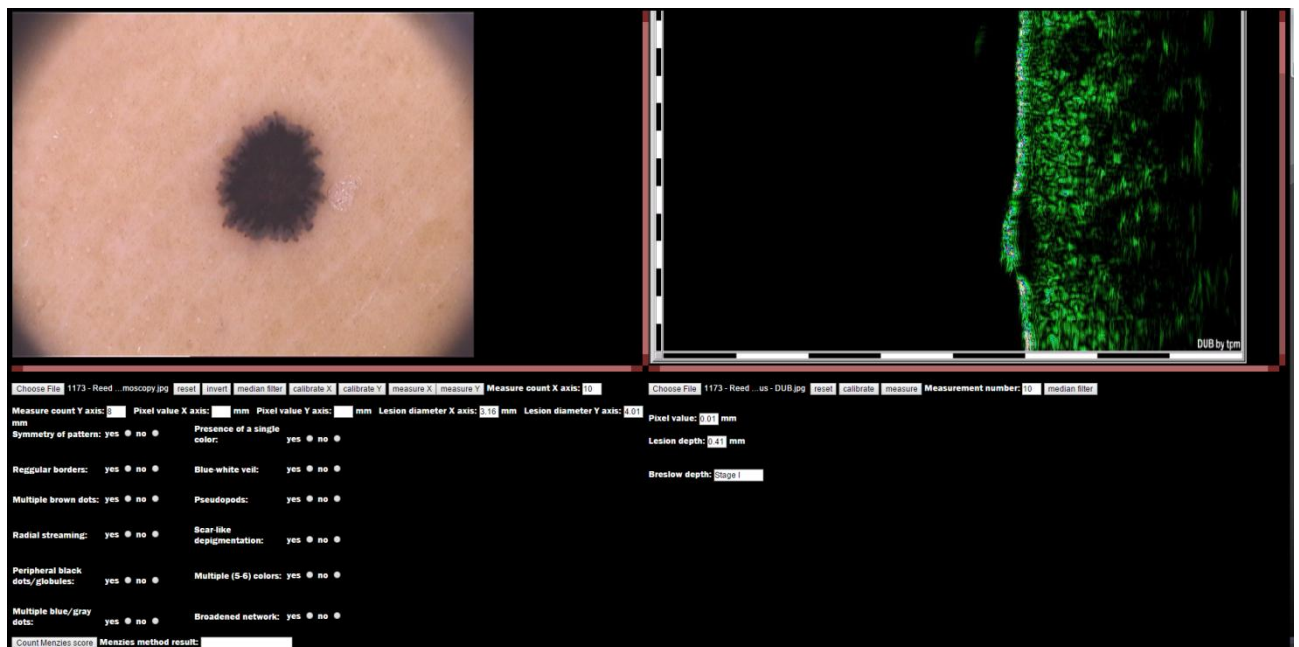 DUB by tpm
Choose File 1173 - Reed ...moscopy.jpg reset invert median filter calibrate X calibrate Y measure X measure Y Measure count X axis: 10
Measure count Y axis: 8 Pixel value X axis: mm Pixel value Y axis: mm Lesion diameter X axis: 3.16 mm Lesion diameter Y axis: 4.01
mm
Symmetry of pattern: yes no Presence of a single color: yes no
Reggular borders: yes no Blue-white veil: yes no
Multiple brown dots: yes no Pseudopods: yes no
Radial streaming: yes no Scar-like depigmentation: yes no
Peripheral black dots/globules: yes no Multiple (5-6) colors: yes no
Multiple blue/gray dots: yes no Broadened network: yes no
Count Menzies score Menzies method result:
Choose File 1173 - Reed ...us - DUB.jpg reset calibrate measure Measurement number: 10 median filter
Pixel value: 0.01 mm
Lesion depth: 0.41 mm
Breslow depth: Stage I